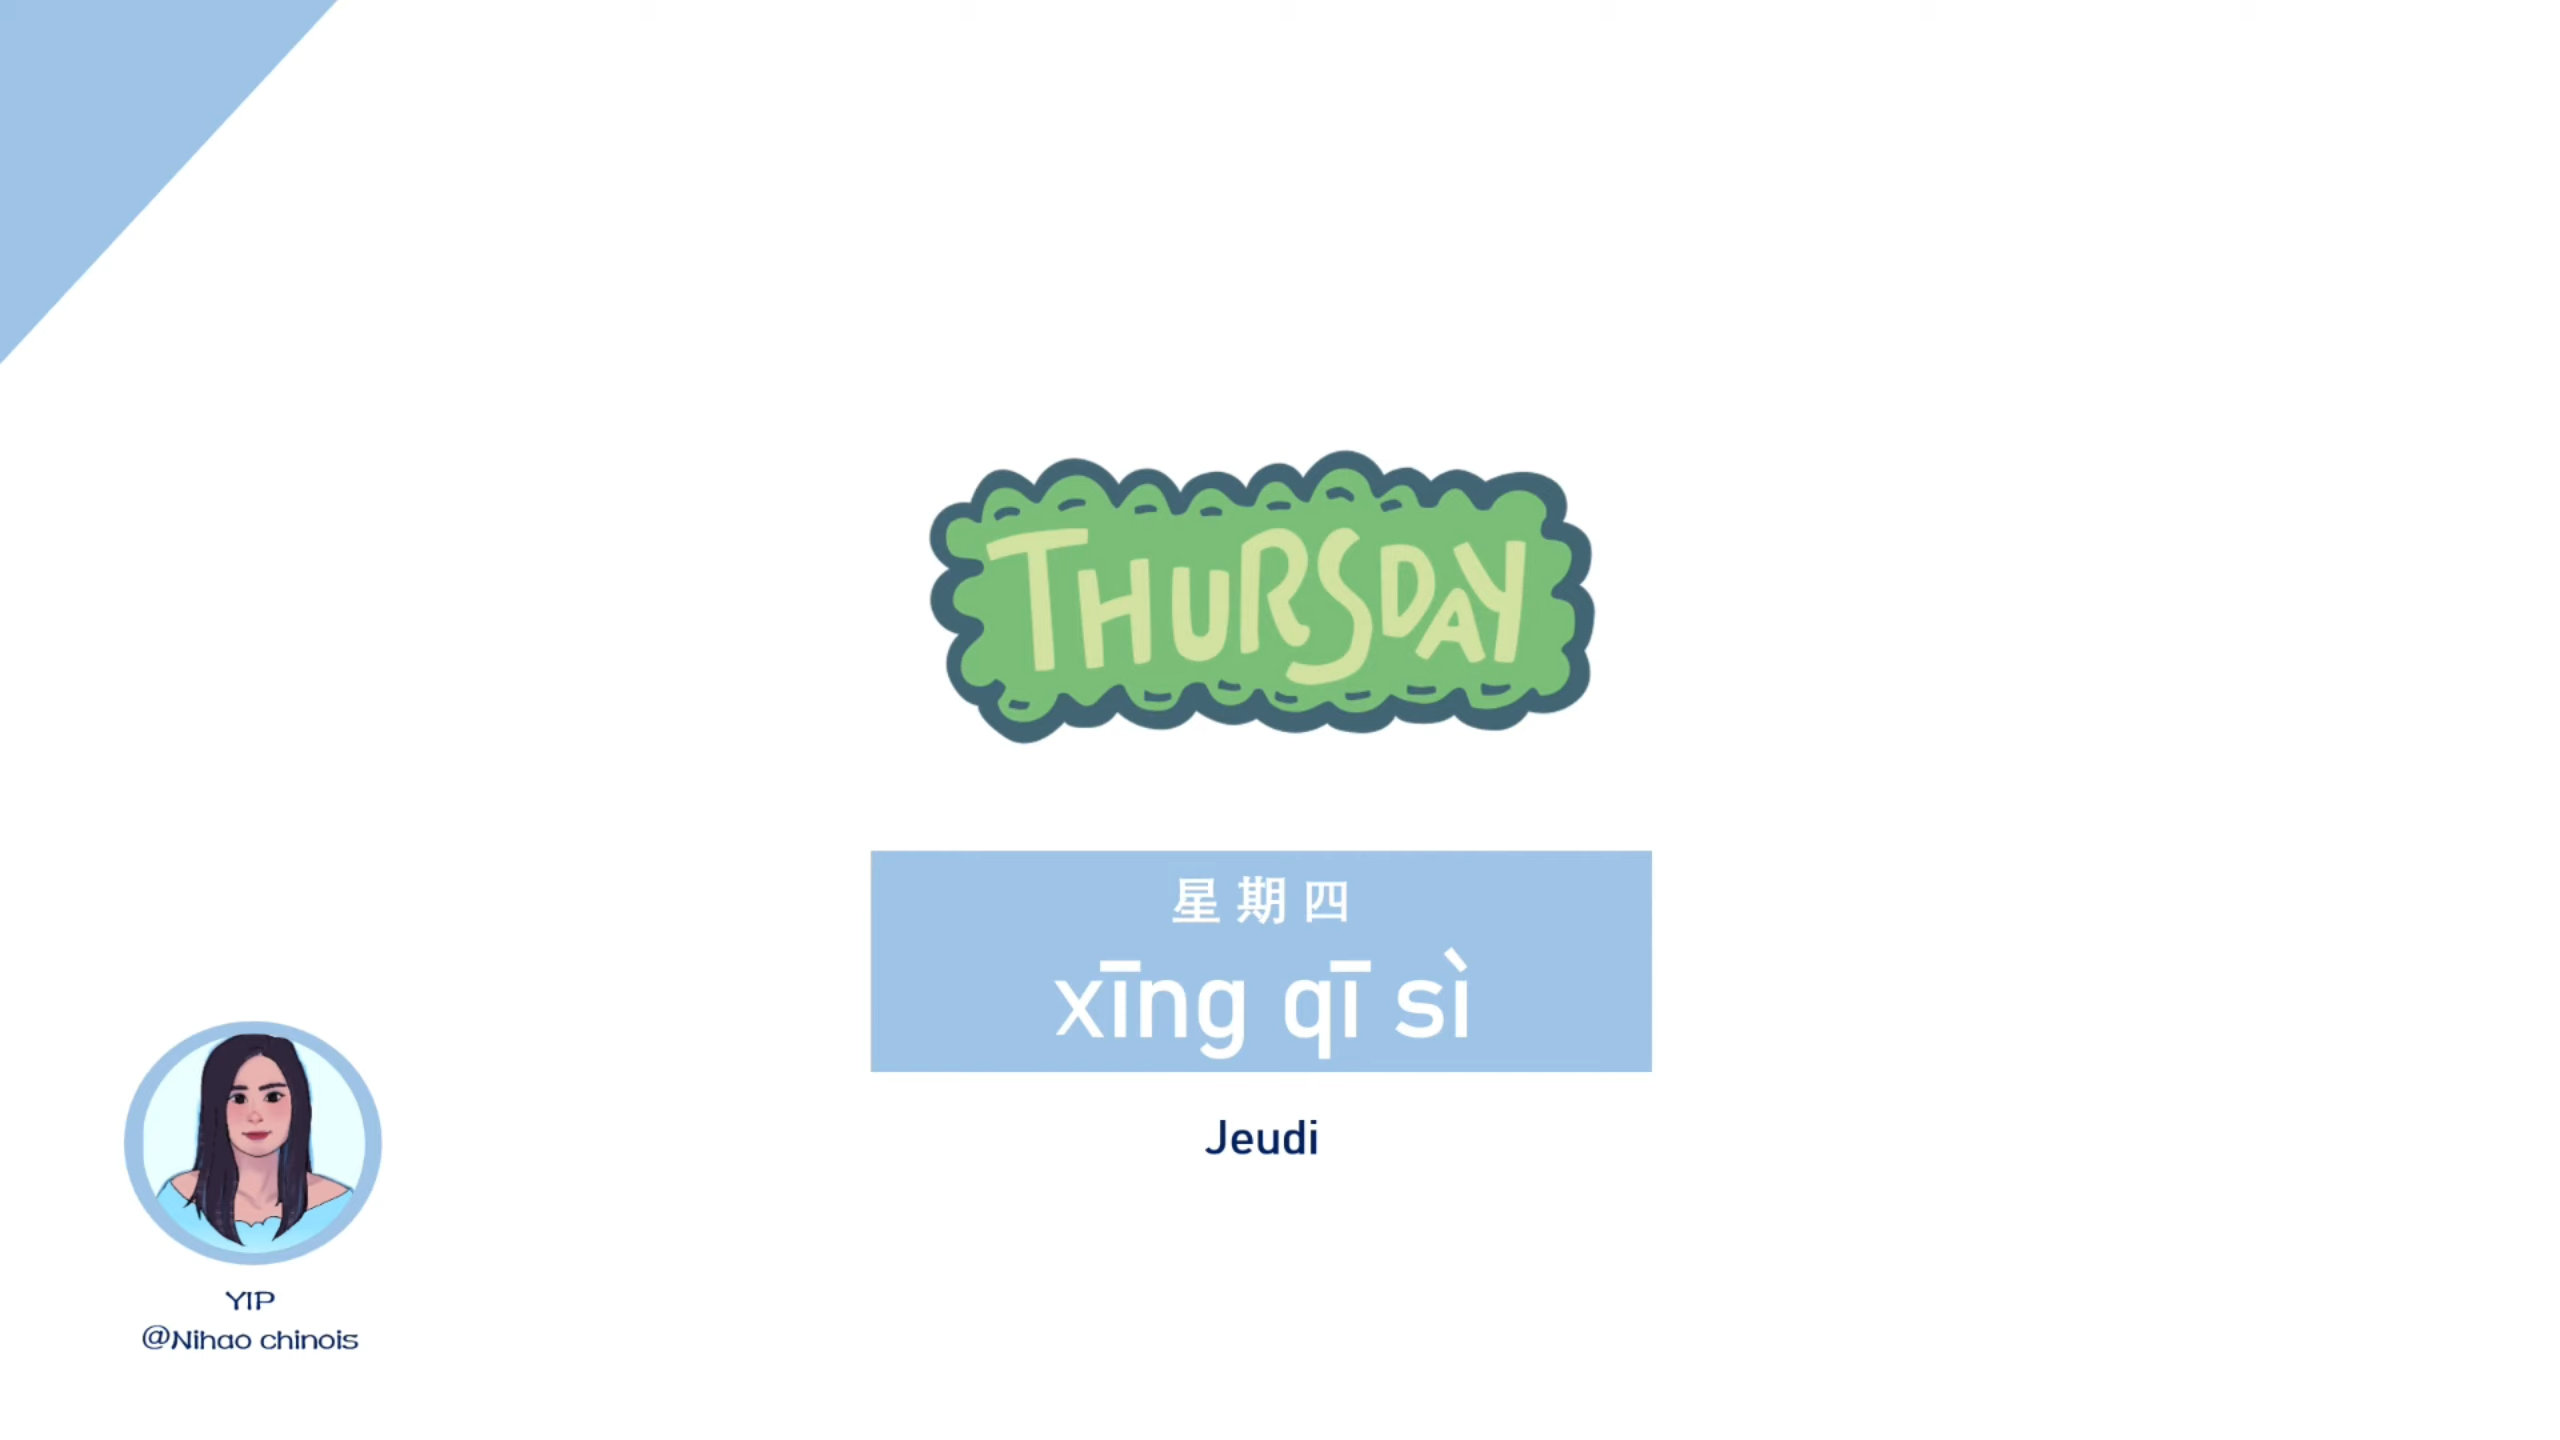 THURSDAY
星期四
xīng qī sì
Jeudi
YIP
@Nihao chinois